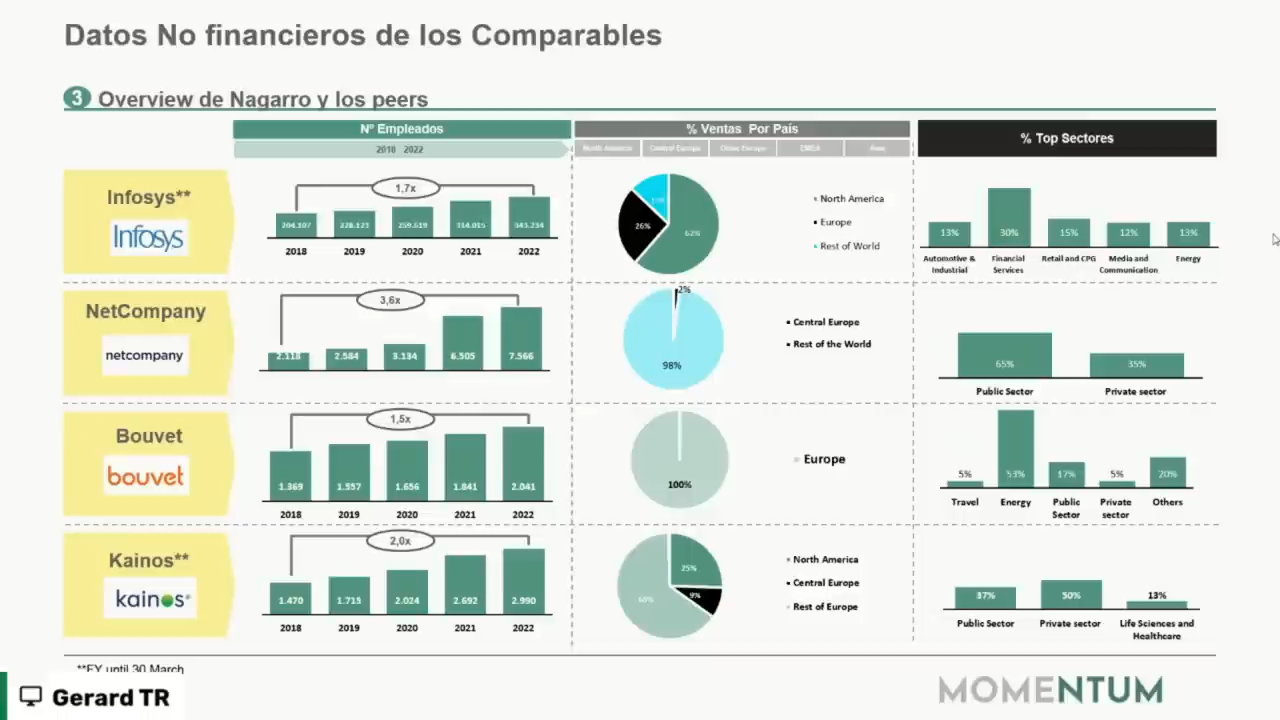 Datos No financieros de los Comparables
3 Overview de Nagarro y los peers
Nº Empleados
2018 2022
% Ventas Por País
North America Central Europe Other Europe EMEA
% Top Sectores
Infosys**
Infosys
1,7x
204.107 228.123 259.619 314.015 343.234
2018 2019 2020 2021 2022
62%
26%
North America
Europe
Rest of World
13% 30% 15% 12% 13%
Automotive & Industrial
Financial Services
Retail and CPG
Media and Communication
Energy
NetCompany
netcompany
3,6x
2.118 2.584 3.134 6.505 7.566
2%
98%
Central Europe
Rest of the World
65% 35%
Public Sector Private sector
Bouvet
bouvet
1,5x
1.369 1.557 1.656 1.841 2.041
2018 2019 2020 2021 2022
100%
Europe
5% 53% 17% 5% 20%
Travel Energy Public Sector Private sector Others
Kainos**
kainos®
2,0x
1.470 1.713 2.024 2.692 2.990
2018 2019 2020 2021 2022
25%
9%
North America
Central Europe
Rest of Europe
37% 50% 13%
Public Sector Private sector Life Sciences and Healthcare
**FY until 30 March
Gerard TR
MOMENTUM